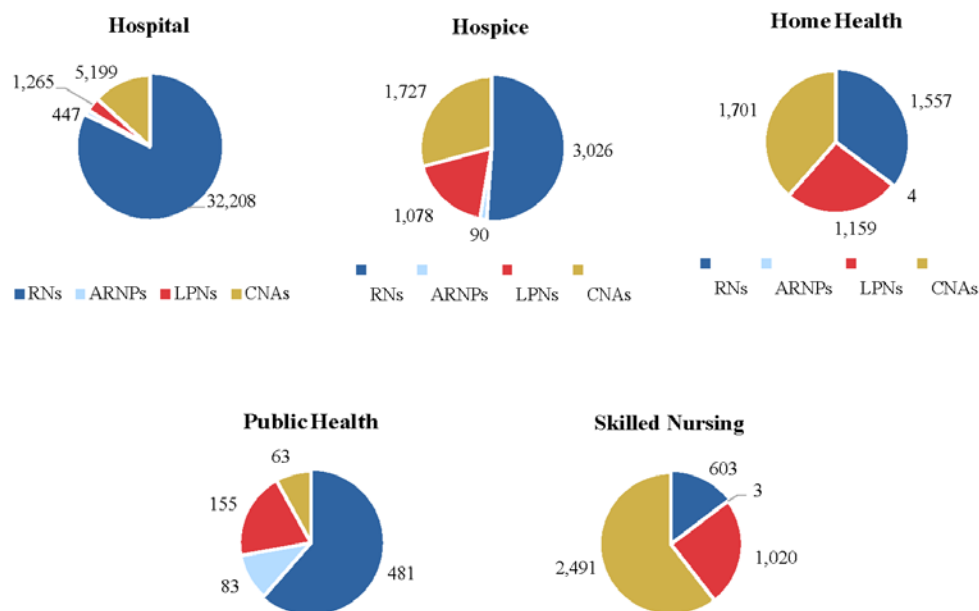 Hospital
5,199
1,265
447
32,208
RNs ARNPs LPNs CNAs
Hospice
1,727
3,026
1,078
90
RNs ARNPs LPNs CNAs
Home Health
1,701
1,557
4
1,159
RNs ARNPs LPNs CNAs
Public Health
63
155
83
481
Skilled Nursing
603
3
2,491
1,020